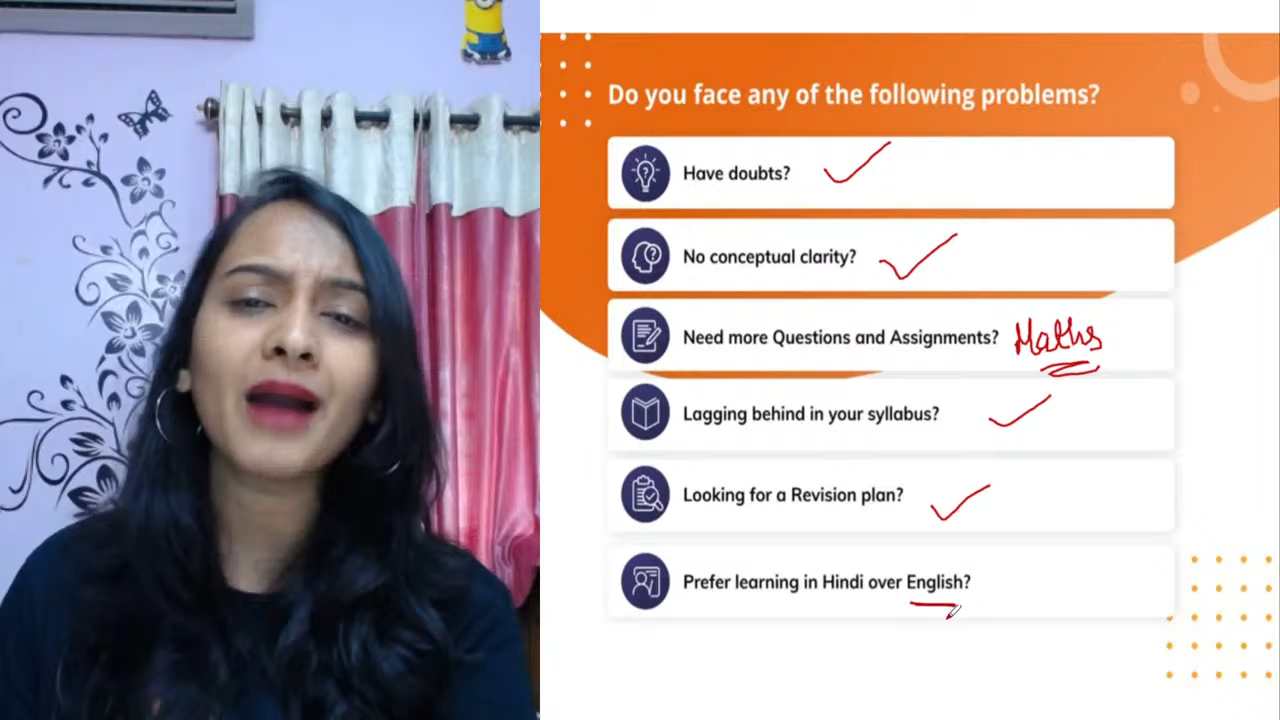 Do you face any of the following problems?
Have doubts?
No conceptual clarity?
Need more Questions and Assignments? Maths
Lagging behind in your syllabus?
Looking for a Revision plan?
Prefer learning in Hindi over English?